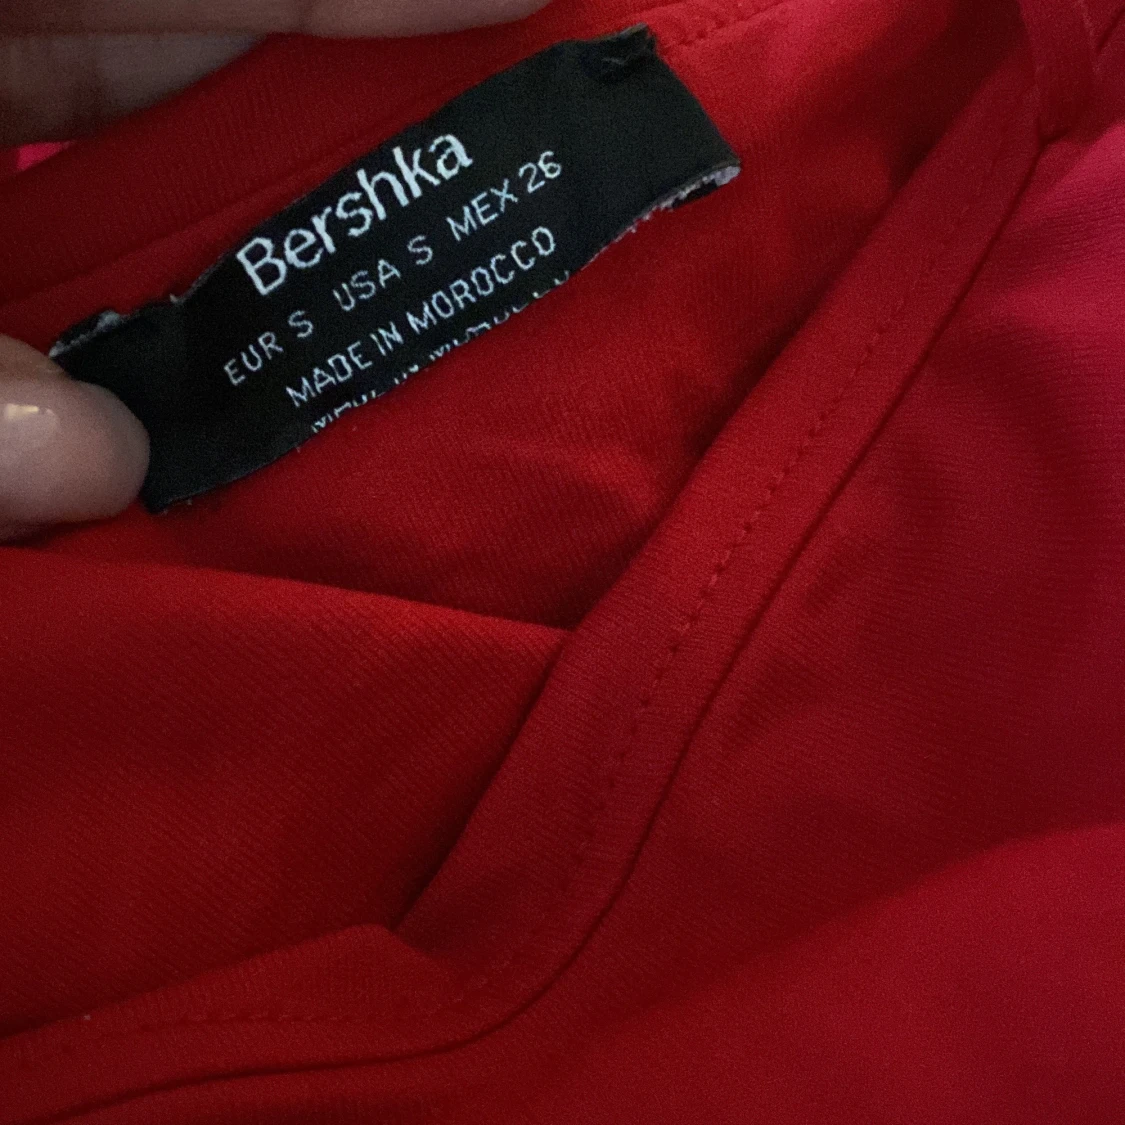 Bershka
EUR S USA S MEX 26
MADE IN MOROCCO